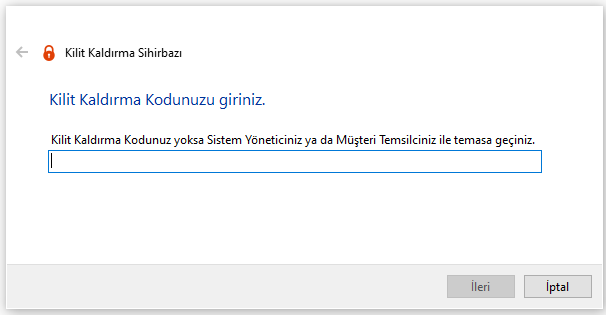 Kilit Kaldırma Sihirbazı
Kilit Kaldırma Kodunuzu giriniz.
Kilit Kaldırma Kodunuz yoksa Sistem Yöneticiniz ya da Müşteri Temsilciniz ile temasa geçiniz.
İleri
İptal